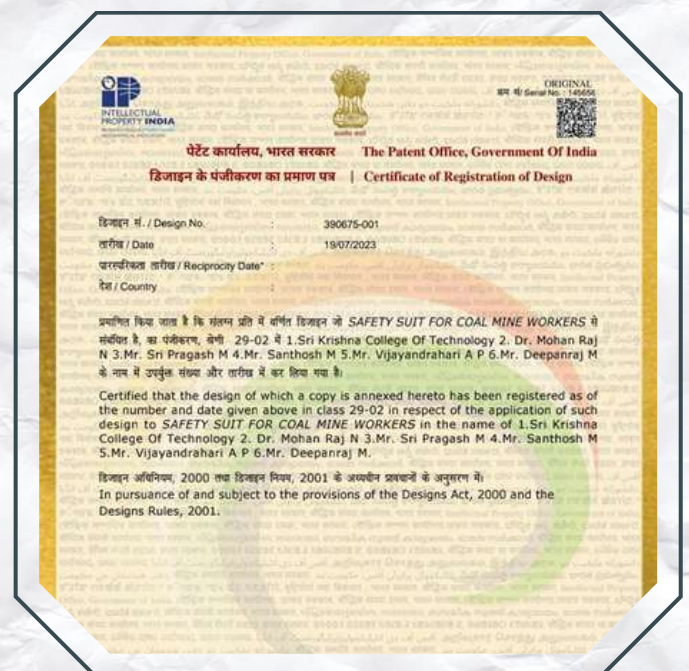 INTELLECTUAL
PROPERTY INDIA
ORIGINAL
क्रम सं/ Serial No. : 145656
पेटेंट कार्यालय, भारत सरकार The Patent Office, Government Of India
डिजाइन के पंजीकरण का प्रमाण पत्र | Certificate of Registration of Design
डिजाइन सं. / Design No. : 390675-001
तारीख / Date : 19/07/2023
पारस्परिकता तारीख / Reciprocity Date* :
देश / Country :
प्रमाणित किया जाता है कि संलग्न प्रति में वर्णित डिजाइन जो SAFETY SUIT FOR COAL MINE WORKERS से
संबंधित है, का पंजीकरण, श्रेणी 29-02 में 1.Sri Krishna College Of Technology 2. Dr. Mohan Raj
N 3.Mr. Sri Pragash M 4.Mr. Santhosh M 5.Mr. Vijayandrahari A P 6.Mr. Deepanraj M
के नाम में उपर्युक्त संख्या और तारीख में कर लिया गया है।
Certified that the design of which a copy is annexed hereto has been registered as of
the number and date given above in class 29-02 in respect of the application of such
design to SAFETY SUIT FOR COAL MINE WORKERS in the name of 1.Sri Krishna
College Of Technology 2. Dr. Mohan Raj N 3.Mr. Sri Pragash M 4.Mr. Santhosh M
5.Mr. Vijayandrahari A P 6.Mr. Deepanraj M.
डिजाइन अधिनियम, 2000 तथा डिजाइन नियम, 2001 के अध्यधीन प्रावधानों के अनुसरण में।
In pursuance of and subject to the provisions of the Designs Act, 2000 and the
Designs Rules, 2001.